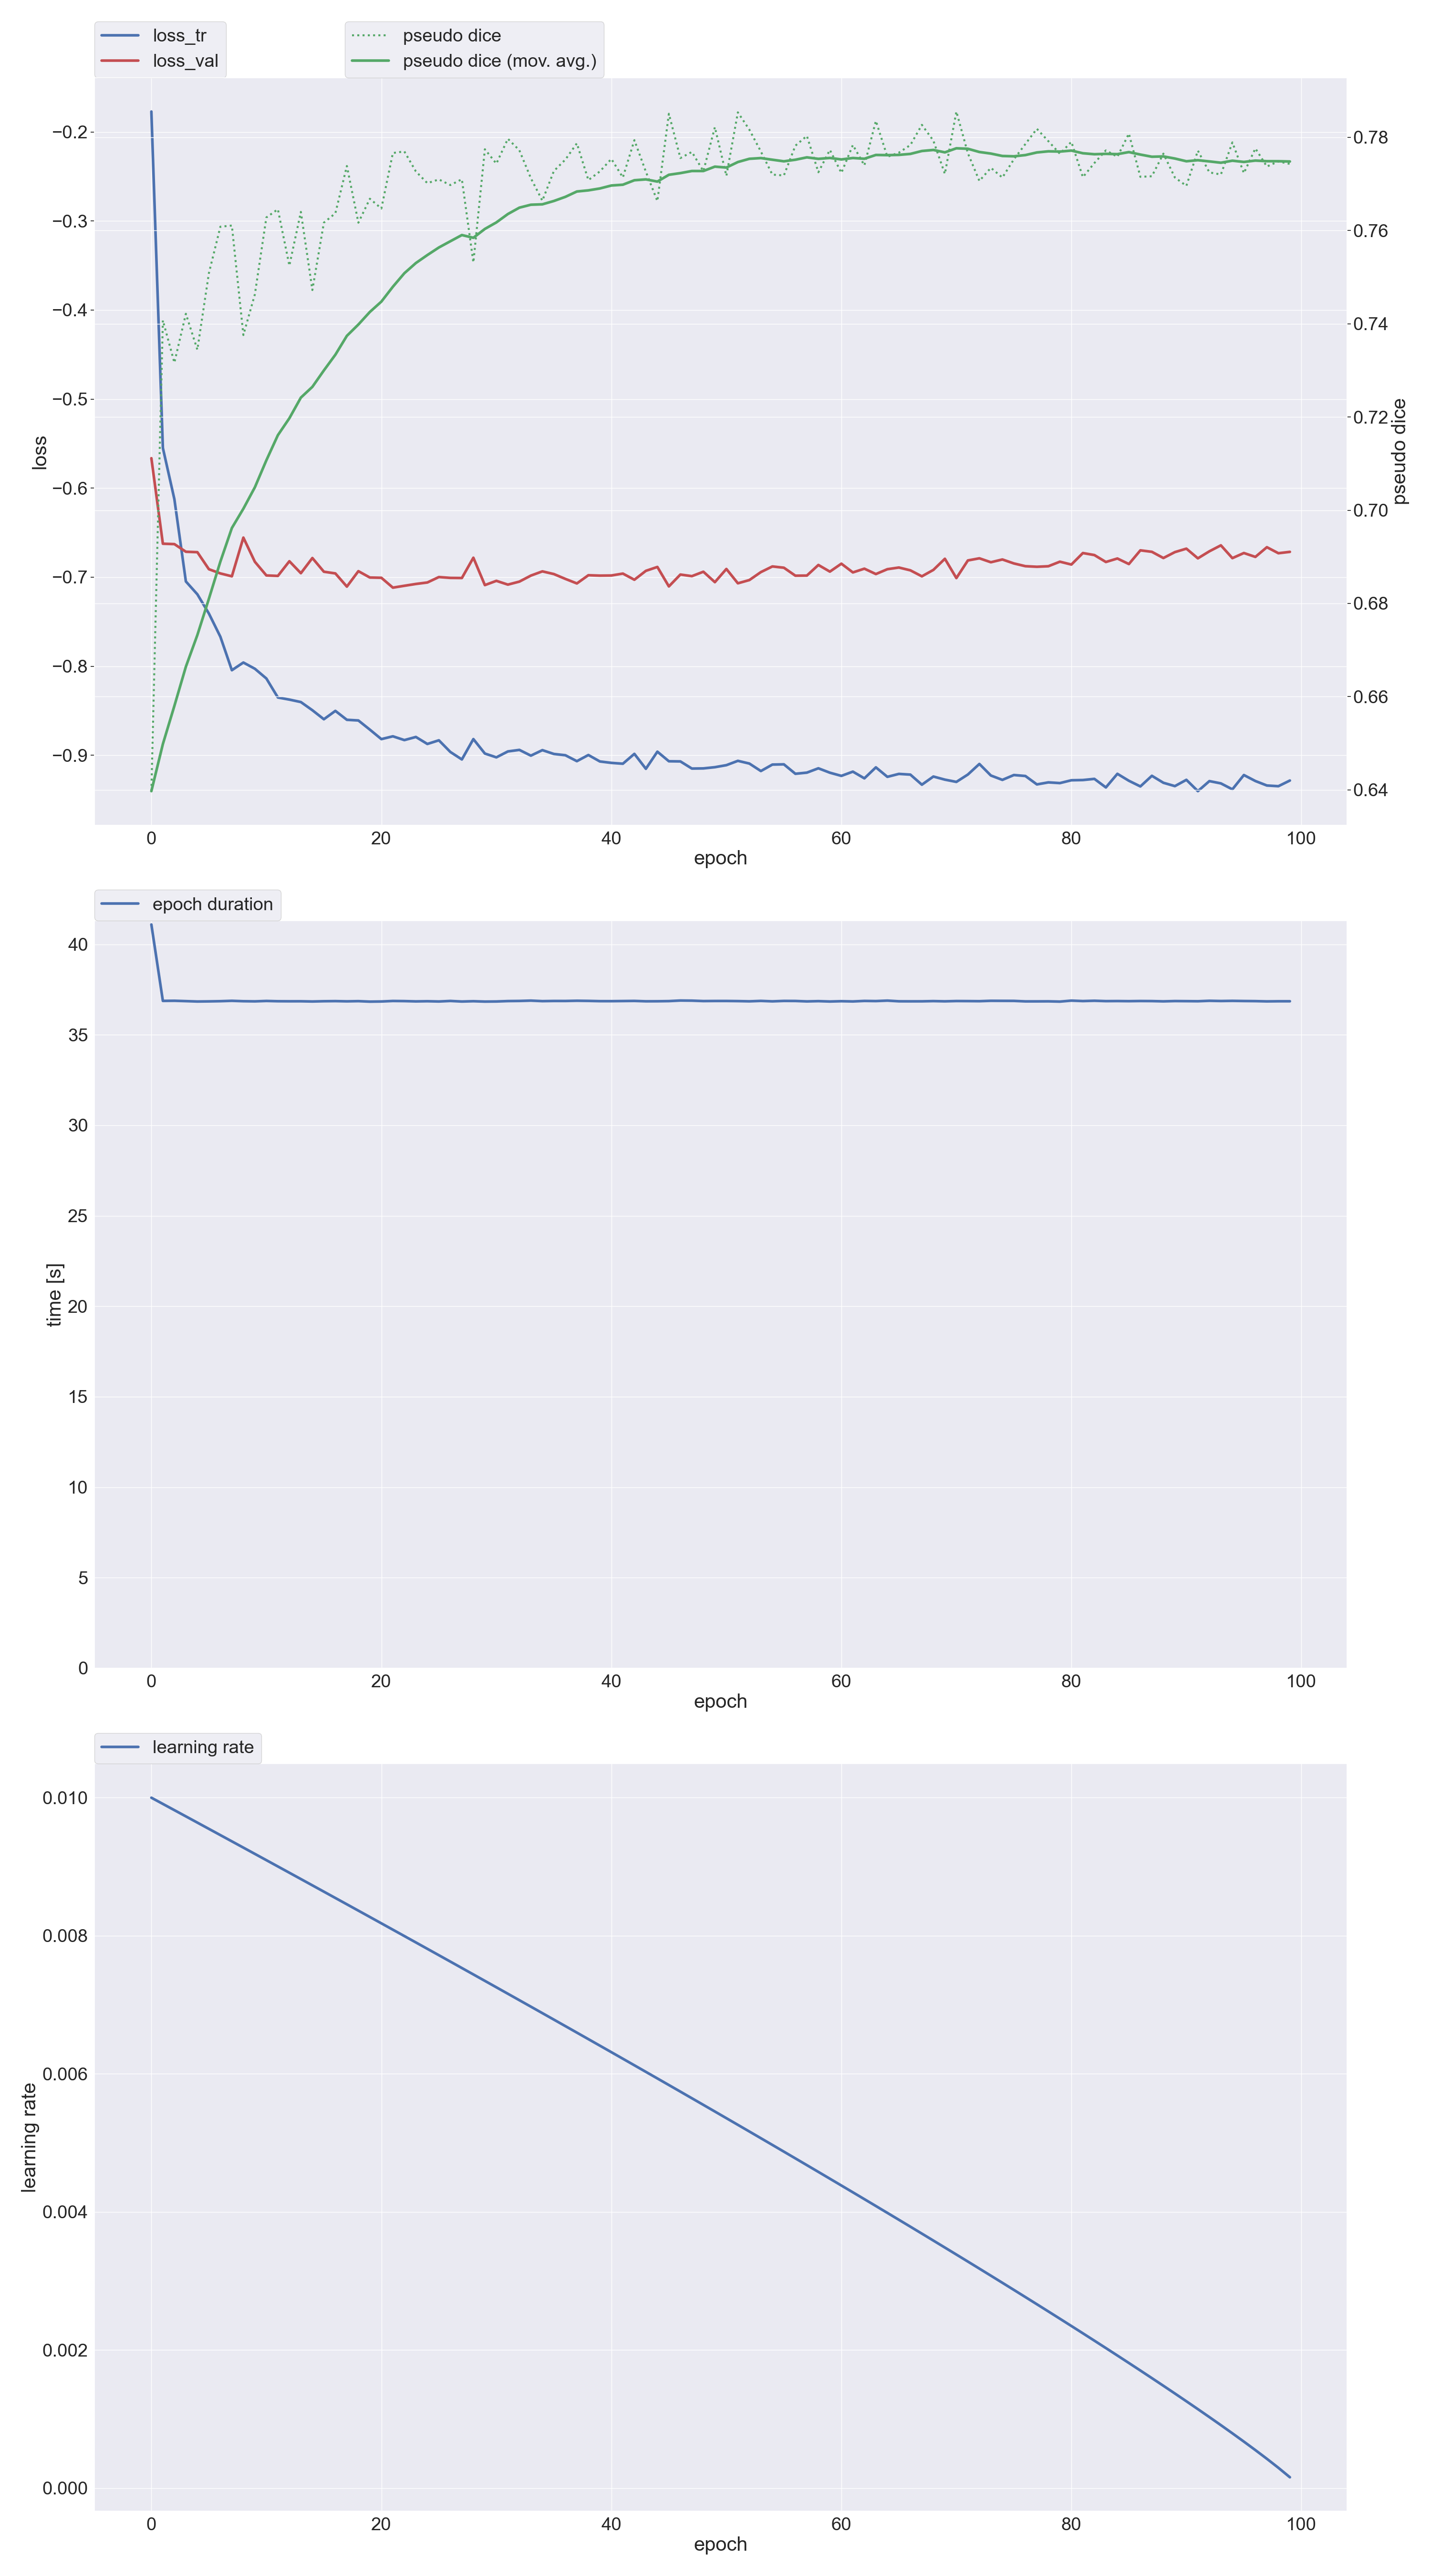 loss_tr
loss_val
pseudo dice
pseudo dice (mov. avg.)
−0.2
−0.3
−0.4
−0.5
−0.6
−0.7
−0.8
−0.9
loss
0.78
0.76
0.74
0.72
0.70
0.68
0.66
0.64
pseudo dice
0 20 40 60 80 100
epoch
epoch duration
40
35
30
25
20
15
10
5
0
time [s]
0 20 40 60 80 100
epoch
learning rate
0.010
0.008
0.006
0.004
0.002
0.000
learning rate
0 20 40 60 80 100
epoch